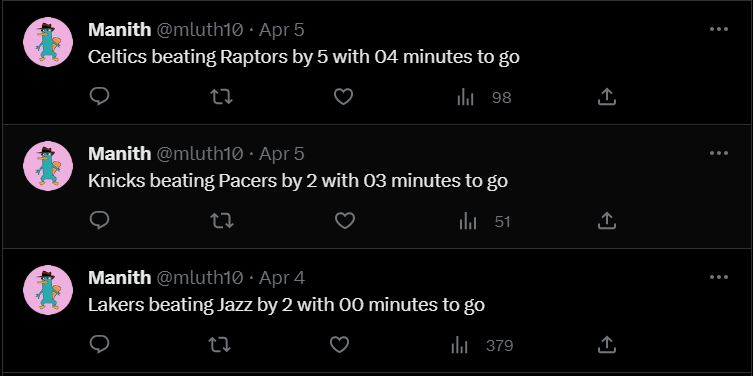 Manith @mluth10 · Apr 5
Celtics beating Raptors by 5 with 04 minutes to go
98
Manith @mluth10 · Apr 5
Knicks beating Pacers by 2 with 03 minutes to go
51
Manith @mluth10 · Apr 4
Lakers beating Jazz by 2 with 00 minutes to go
379